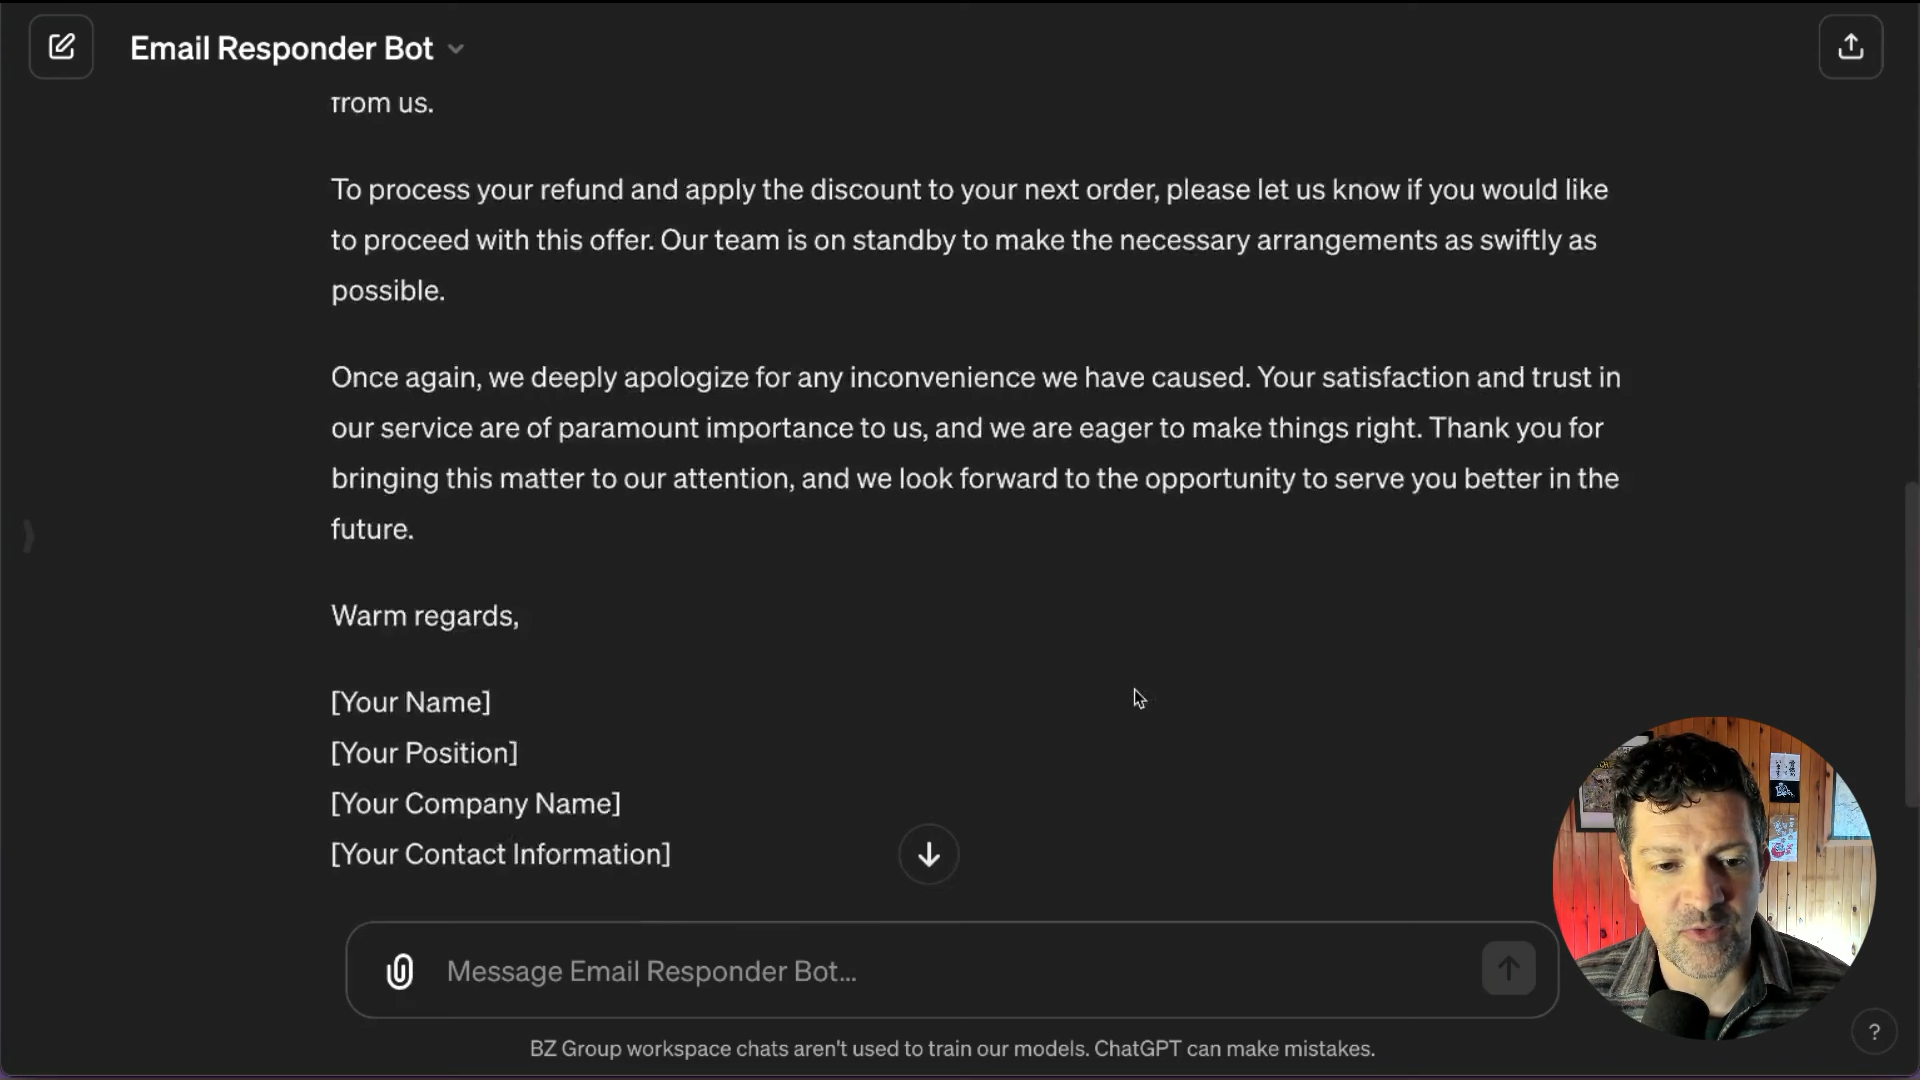 Email Responder Bot
from us.
To process your refund and apply the discount to your next order, please let us know if you would like
to proceed with this offer. Our team is on standby to make the necessary arrangements as swiftly as
possible.
Once again, we deeply apologize for any inconvenience we have caused. Your satisfaction and trust in
our service are of paramount importance to us, and we are eager to make things right. Thank you for
bringing this matter to our attention, and we look forward to the opportunity to serve you better in the
future.
Warm regards,
[Your Name]
[Your Position]
[Your Company Name]
[Your Contact Information]
Message Email Responder Bot...
BZ Group workspace chats aren't used to train our models. ChatGPT can make mistakes.
?